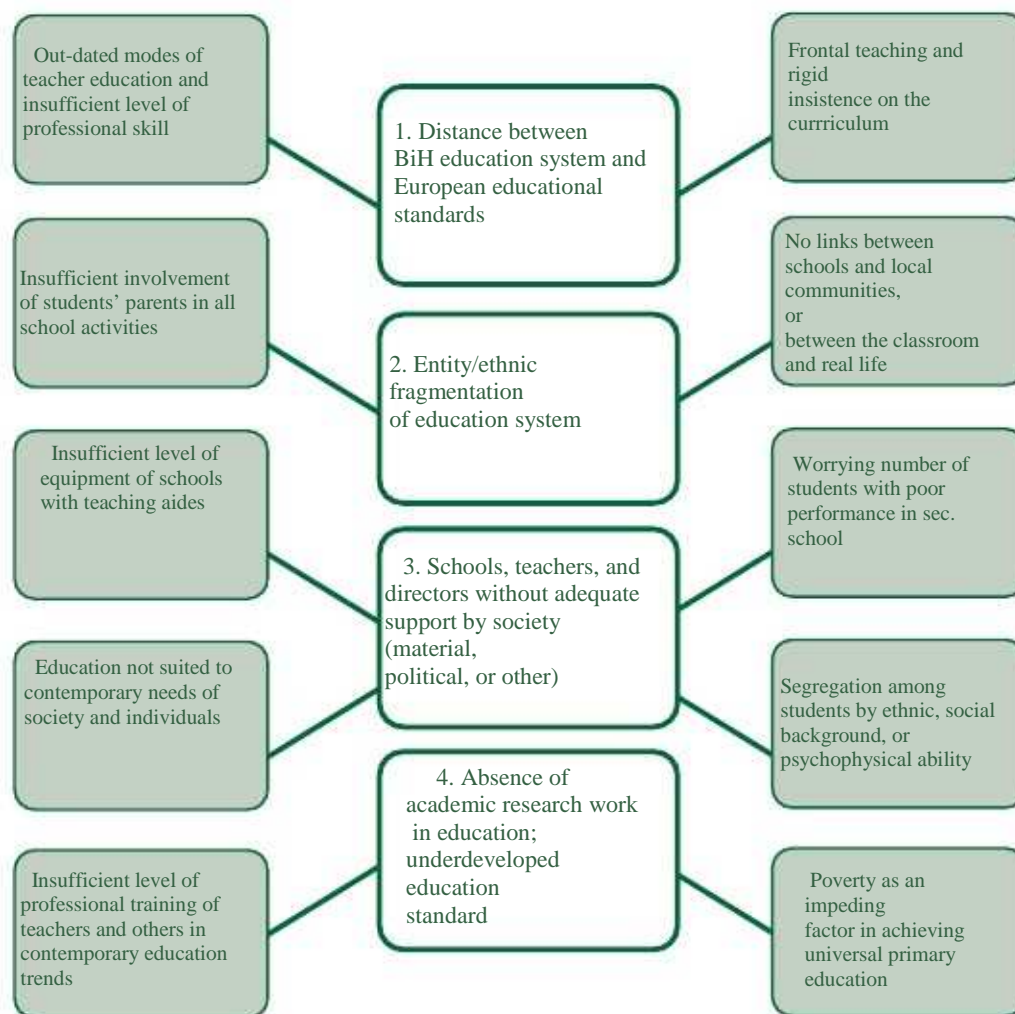 Out-dated modes of
teacher education and
insufficient level of
professional skill
Insufficient involvement
of students’ parents in all
school activities
Insufficient level of
equipment of schools
with teaching aides
Education not suited to
contemporary needs of
society and individuals
Insufficient level of
professional training of
teachers and others in
contemporary education
trends
1. Distance between
BiH education system and
European educational
standards
2. Entity/ethnic
fragmentation
of education system
3. Schools, teachers, and
directors without adequate
support by society
(material,
political, or other)
4. Absence of
academic research work
in education;
underdeveloped
education
standard
Frontal teaching and
rigid
insistence on the
currriculum
No links between
schools and local
communities,
or
between the classroom
and real life
Worrying number of
students with poor
performance in sec.
school
Segregation among
students by ethnic, social
background, or
psychophysical ability
Poverty as an
impeding
factor in achieving
universal primary
education